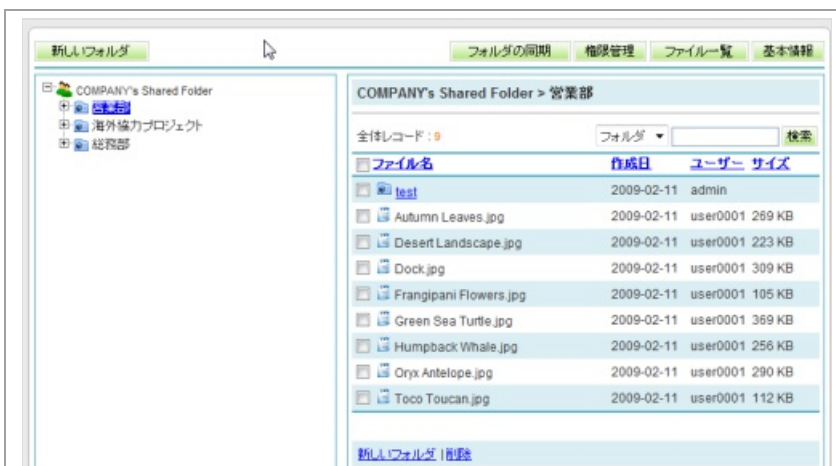 新しいフォルダ フォルダの同期 権限管理 ファイル一覧 基本情報
COMPANY's Shared Folder
営業部
海外協力プロジェクト
総務部
COMPANY's Shared Folder > 営業部
全体レコード : 9 フォルダ 検索
ファイル名 作成日 ユーザー サイズ
test 2009-02-11 admin
Autumn Leaves.jpg 2009-02-11 user0001 269 KB
Desert Landscape.jpg 2009-02-11 user0001 223 KB
Dock.jpg 2009-02-11 user0001 309 KB
Frangipani Flowers.jpg 2009-02-11 user0001 105 KB
Green Sea Turtle.jpg 2009-02-11 user0001 369 KB
Humpback Whale.jpg 2009-02-11 user0001 256 KB
Oryx Antelope.jpg 2009-02-11 user0001 290 KB
Toco Toucan.jpg 2009-02-11 user0001 112 KB
新しいフォルダ | 削除